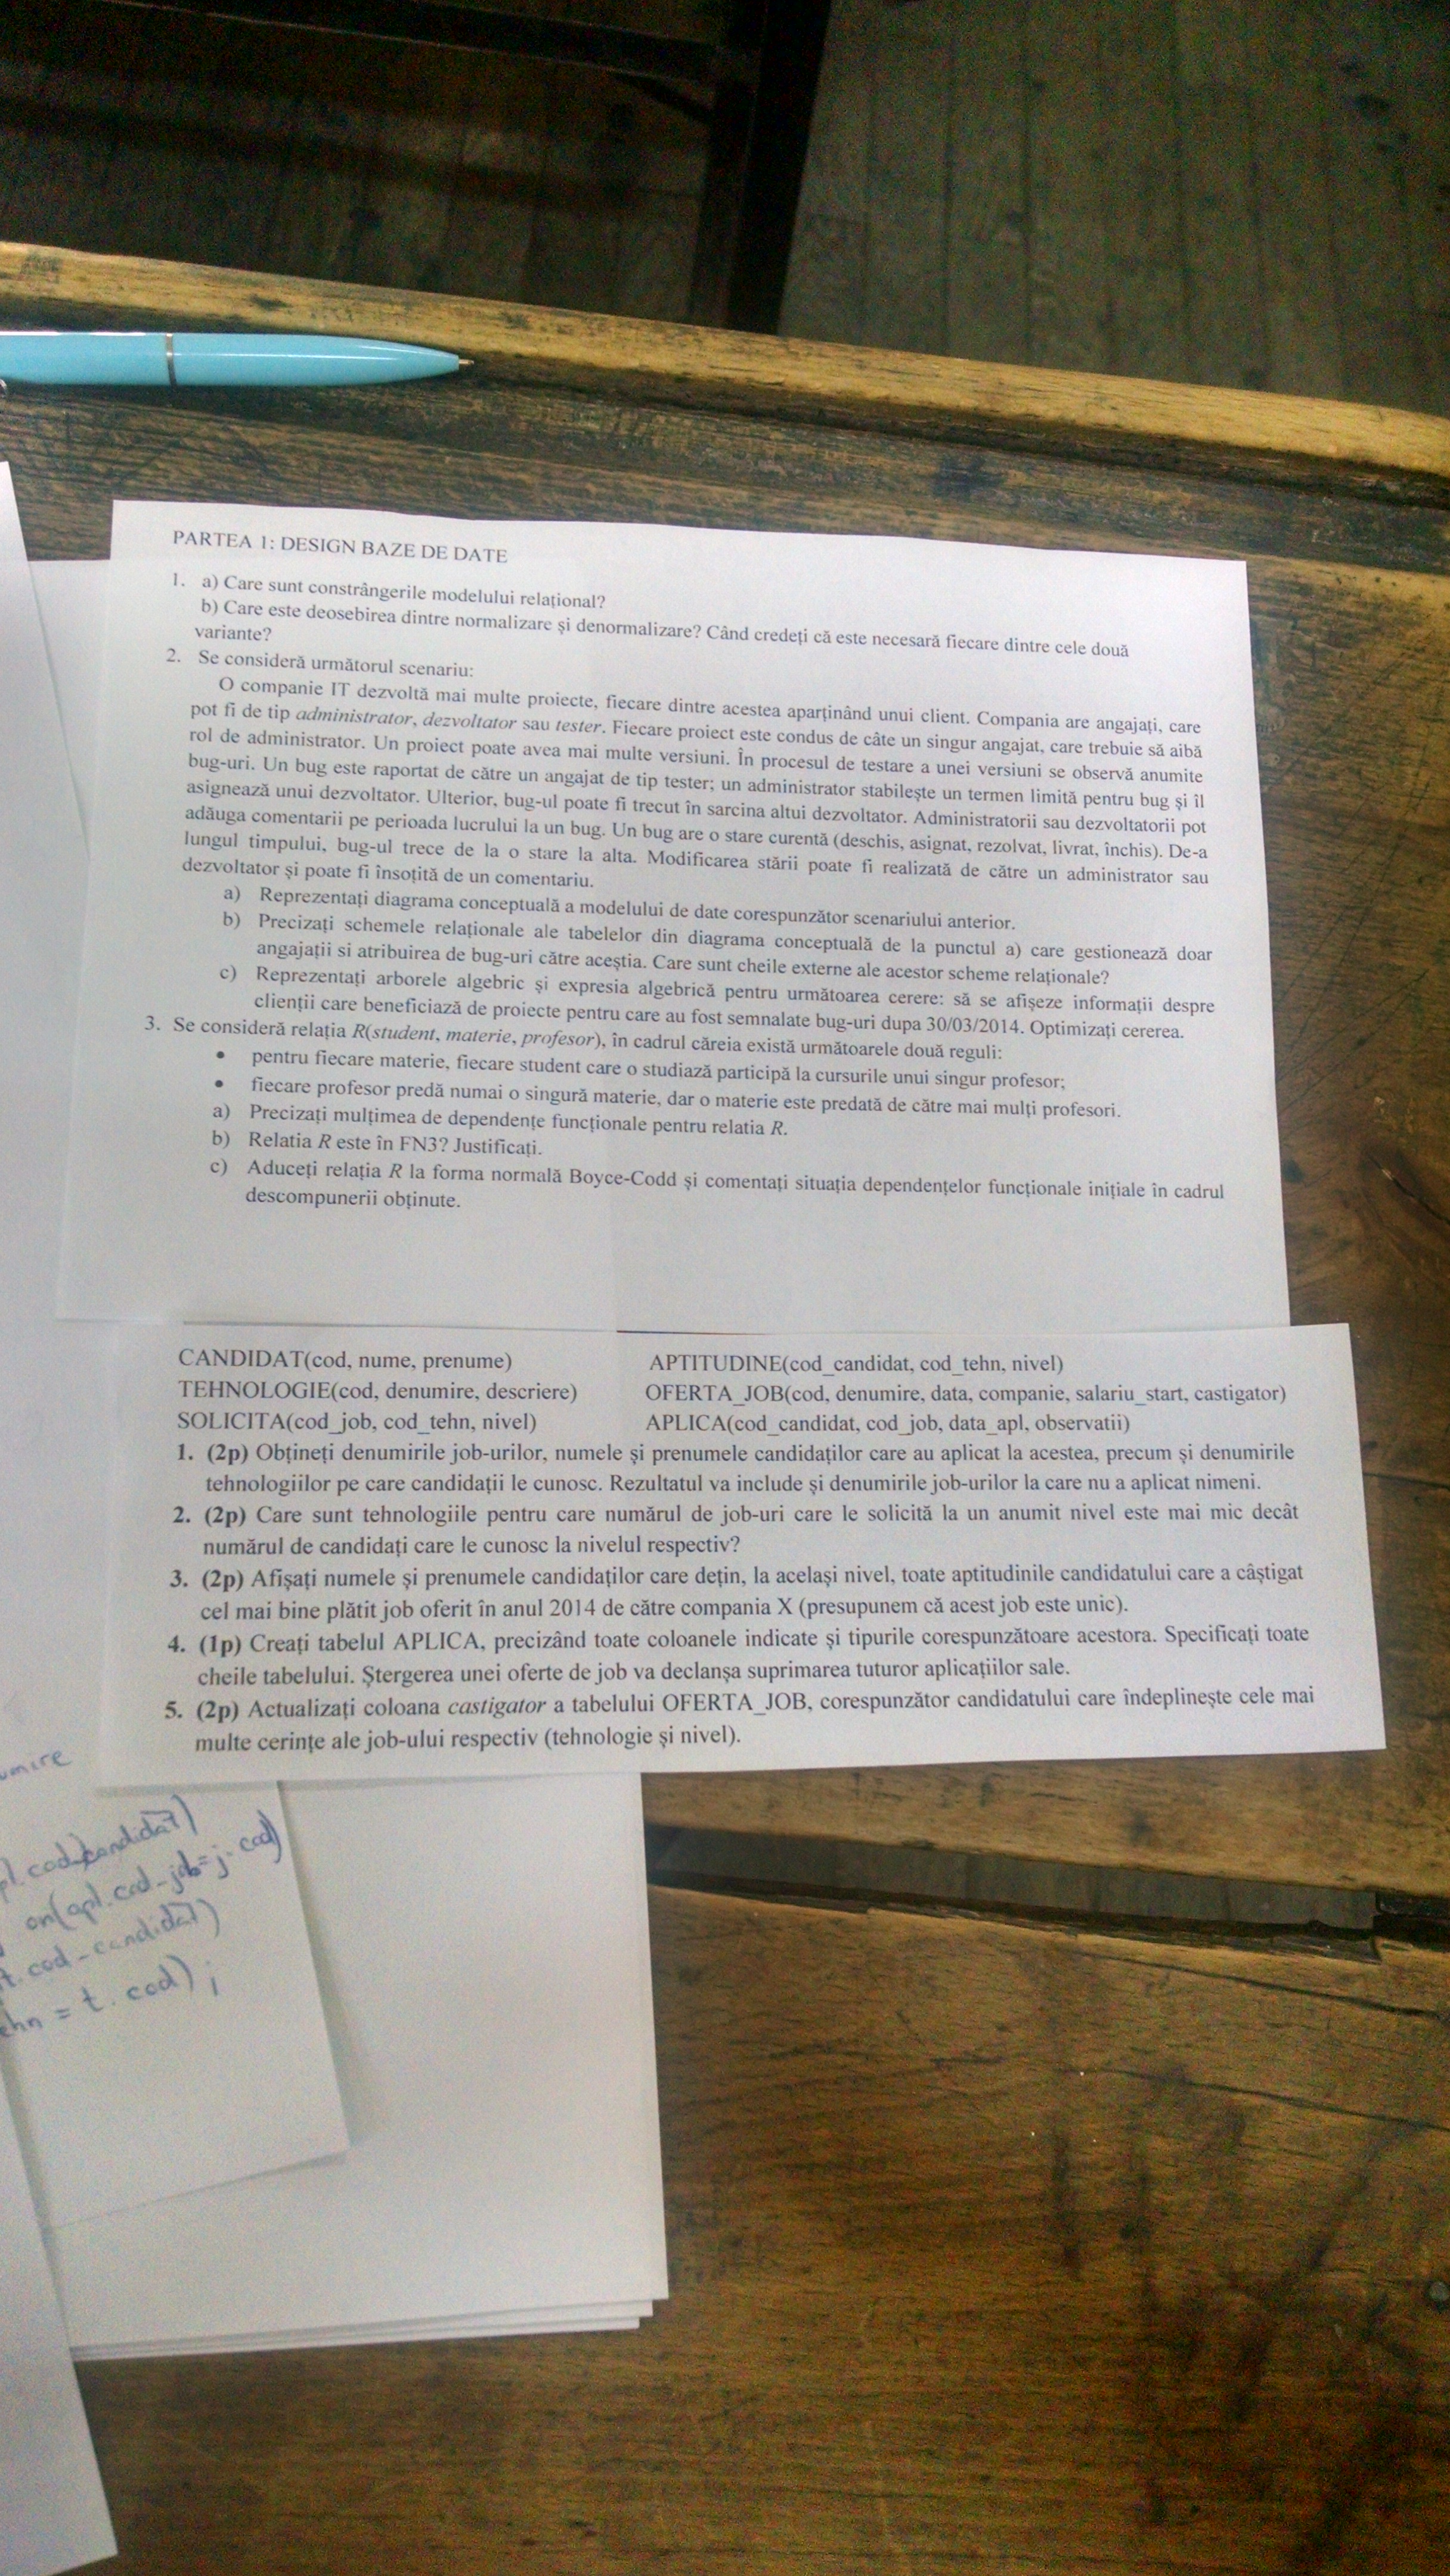 PARTEA 1: DESIGN BAZE DE DATE
1. a) Care sunt constrângerile modelului relaţional?
b) Care este deosebirea dintre normalizare şi denormalizare? Când credeţi că este necesară fiecare dintre cele două
variante?
2. Se consideră următorul scenariu:
O companie IT dezvoltă mai multe proiecte, fiecare dintre acestea aparţinând unui client. Compania are angajaţi, care
pot fi de tip administrator, dezvoltator sau tester. Fiecare proiect este condus de câte un singur angajat, care trebuie să aibă
rol de administrator. Un proiect poate avea mai multe versiuni. În procesul de testare a unei versiuni se observă anumite
bug-uri. Un bug este raportat de către un angajat de tip tester; un administrator stabileşte un termen limită pentru bug şi îl
asignează unui dezvoltator. Ulterior, bug-ul poate fi trecut în sarcina altui dezvoltator. Administratorii sau dezvoltatorii pot
adăuga comentarii pe perioada lucrului la un bug. Un bug are o stare curentă (deschis, asignat, rezolvat, livrat, închis). De-a
lungul timpului, bug-ul trece de la o stare la alta. Modificarea stării poate fi realizată de către un administrator sau
dezvoltator şi poate fi însoţită de un comentariu.
a) Reprezentaţi diagrama conceptuală a modelului de date corespunzător scenariului anterior.
b) Precizaţi schemele relaţionale ale tabelelor din diagrama conceptuală de la punctul a) care gestionează doar
angajaţii si atribuirea de bug-uri către aceştia. Care sunt cheile externe ale acestor scheme relaţionale?
c) Reprezentaţi arborele algebric şi expresia algebrică pentru următoarea cerere: să se afişeze informaţii despre
clienţii care beneficiază de proiecte pentru care au fost semnalate bug-uri dupa 30/03/2014. Optimizaţi cererea.
3. Se consideră relaţia R(student, materie, profesor), în cadrul căreia există următoarele două reguli:
• pentru fiecare materie, fiecare student care o studiază participă la cursurile unui singur profesor;
• fiecare profesor predă numai o singură materie, dar o materie este predată de către mai mulţi profesori.
a) Precizaţi mulţimea de dependenţe funcţionale pentru relatia R.
b) Relatia R este în FN3? Justificaţi.
c) Aduceţi relaţia R la forma normală Boyce-Codd şi comentaţi situaţia dependenţelor funcţionale iniţiale în cadrul
descompunerii obţinute.
CANDIDAT(cod, nume, prenume) APTITUDINE(cod_candidat, cod_tehn, nivel)
TEHNOLOGIE(cod, denumire, descriere) OFERTA_JOB(cod, denumire, data, companie, salariu_start, castigator)
SOLICITA(cod_job, cod_tehn, nivel) APLICA(cod_candidat, cod_job, data_apl, observatii)
1. (2p) Obţineţi denumirile job-urilor, numele şi prenumele candidaţilor care au aplicat la acestea, precum şi denumirile
tehnologiilor pe care candidaţii le cunosc. Rezultatul va include şi denumirile job-urilor la care nu a aplicat nimeni.
2. (2p) Care sunt tehnologiile pentru care numărul de job-uri care le solicită la un anumit nivel este mai mic decât
numărul de candidaţi care le cunosc la nivelul respectiv?
3. (2p) Afişaţi numele şi prenumele candidaţilor care deţin, la acelaşi nivel, toate aptitudinile candidatului care a câştigat
cel mai bine plătit job oferit în anul 2014 de către compania X (presupunem că acest job este unic).
4. (1p) Creaţi tabelul APLICA, precizând toate coloanele indicate şi tipurile corespunzătoare acestora. Specificaţi toate
cheile tabelului. Ştergerea unei oferte de job va declanşa suprimarea tuturor aplicaţiilor sale.
5. (2p) Actualizaţi coloana castigator a tabelului OFERTA_JOB, corespunzător candidatului care îndeplineşte cele mai
multe cerinţe ale job-ului respectiv (tehnologie şi nivel).
on(apl.cod_job=j.cod)
t.cod_candidat)
= t.cod);